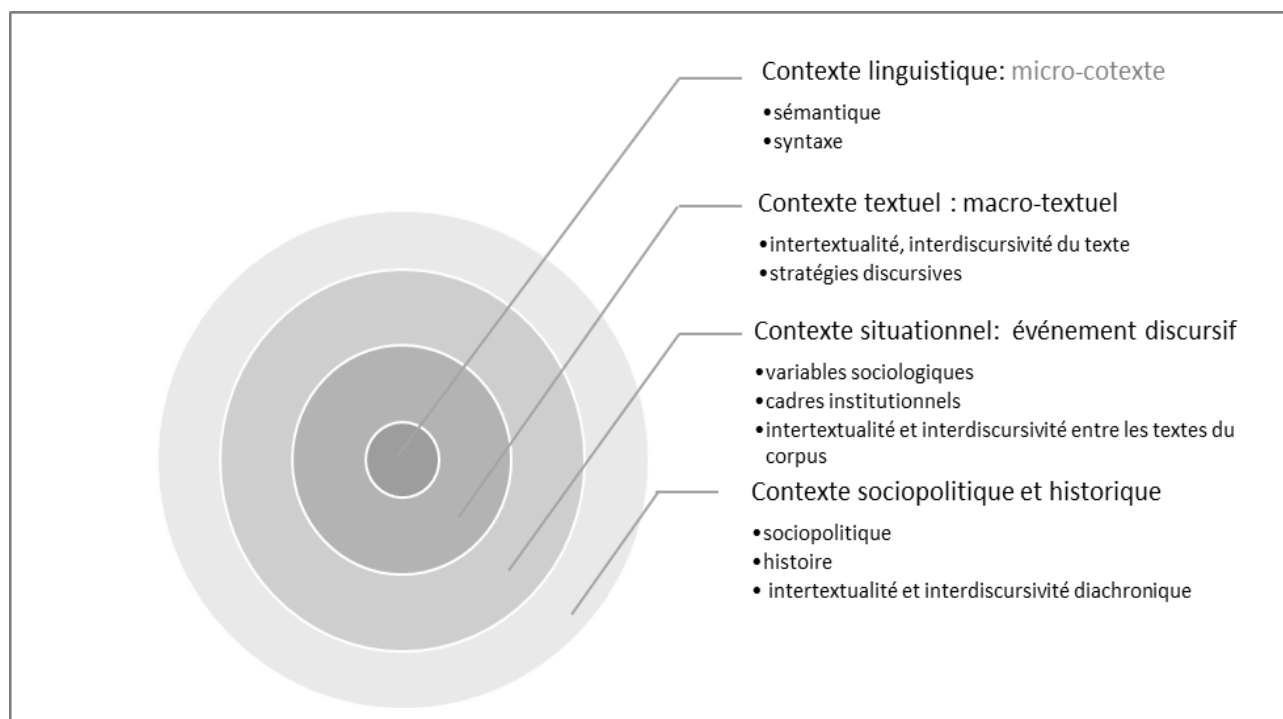 Contexte linguistique: micro-cotexte
•sémantique
•syntaxe
Contexte textuel : macro-textuel
•intertextualité, interdiscursivité du texte
•stratégies discursives
Contexte situationnel: événement discursif
•variables sociologiques
•cadres institutionnels
•intertextualité et interdiscursivité entre les textes du
corpus
Contexte sociopolitique et historique
•sociopolitique
•histoire
• intertextualité et interdiscursivité diachronique